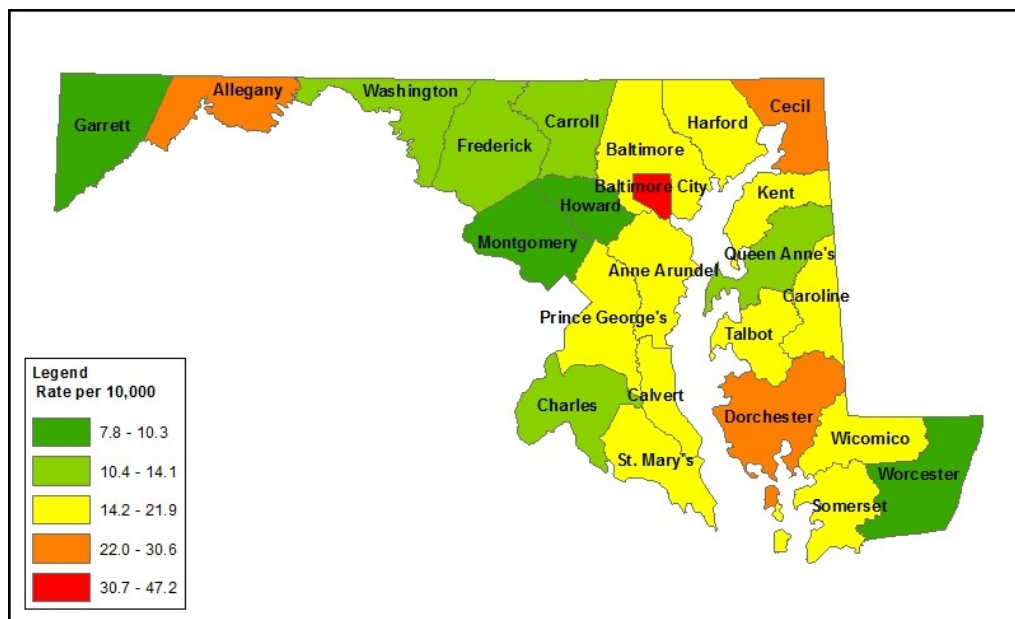 Allegany
Washington
Cecil
Garrett
Carroll
Harford
Frederick
Baltimore
Baltimore City
Kent
Howard
Montgomery
Queen Anne's
Anne Arundel
Caroline
Prince George's
Talbot
Calvert
Charles
Dorchester
Wicomico
St. Mary's
Worcester
Somerset
Legend
Rate per 10,000
7.8 - 10.3
10.4 - 14.1
14.2 - 21.9
22.0 - 30.6
30.7 - 47.2